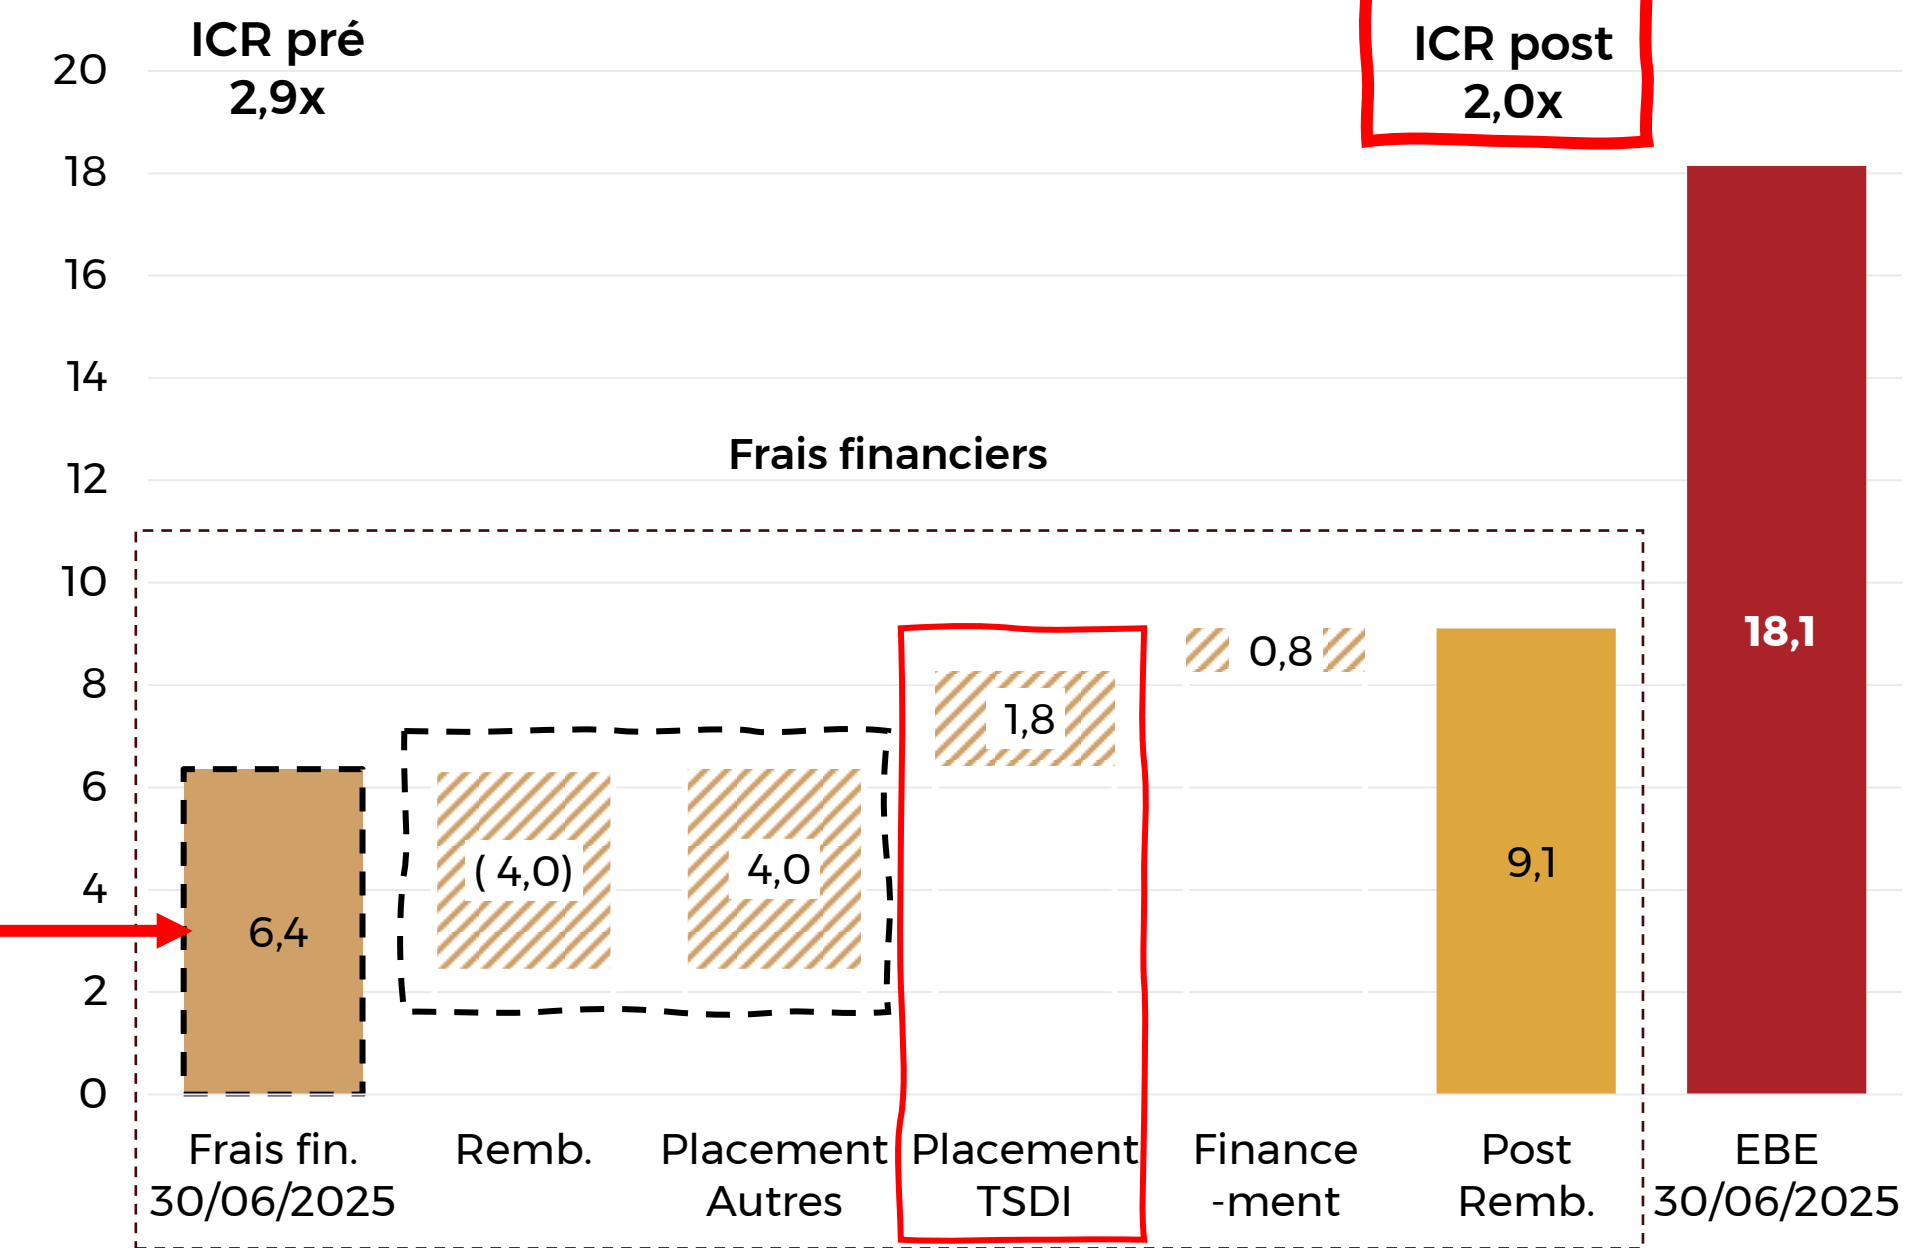 ICR pré
2,9x
ICR post
2,0x
20
18
16
14
12
10
8
6
4
2
0
Frais financiers
6,4
( 4,0)
4,0
1,8
0,8
9,1
18,1
Frais fin.
30/06/2025
Remb.
Placement
Autres
Placement
TSDI
Finance
-ment
Post
Remb.
EBE
30/06/2025